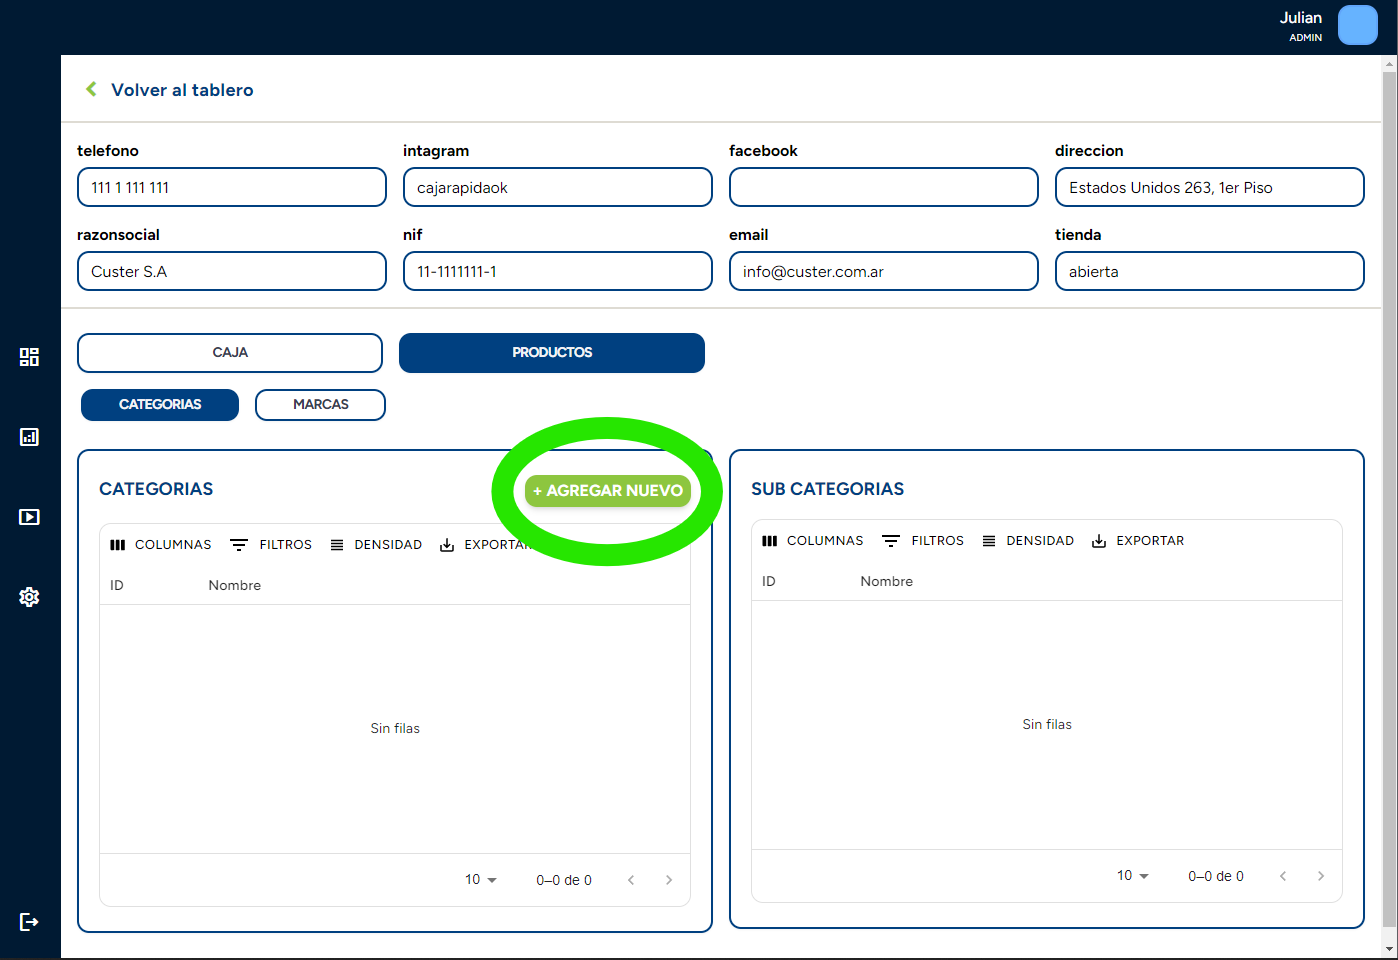 Julian
ADMIN
Volver al tablero
telefono intagram facebook direccion
111 1 111 111 cajarapidaok Estados Unidos 263, 1er Piso
razonsocial nif email tienda
Custer S.A 11-1111111-1 info@custer.com.ar abierta
CAJA PRODUCTOS
CATEGORIAS MARCAS
CATEGORIAS + AGREGAR NUEVO
COLUMNAS FILTROS DENSIDAD EXPORTAR
ID Nombre
Sin filas
10 0–0 de 0
SUB CATEGORIAS
COLUMNAS FILTROS DENSIDAD EXPORTAR
ID Nombre
Sin filas
10 0–0 de 0